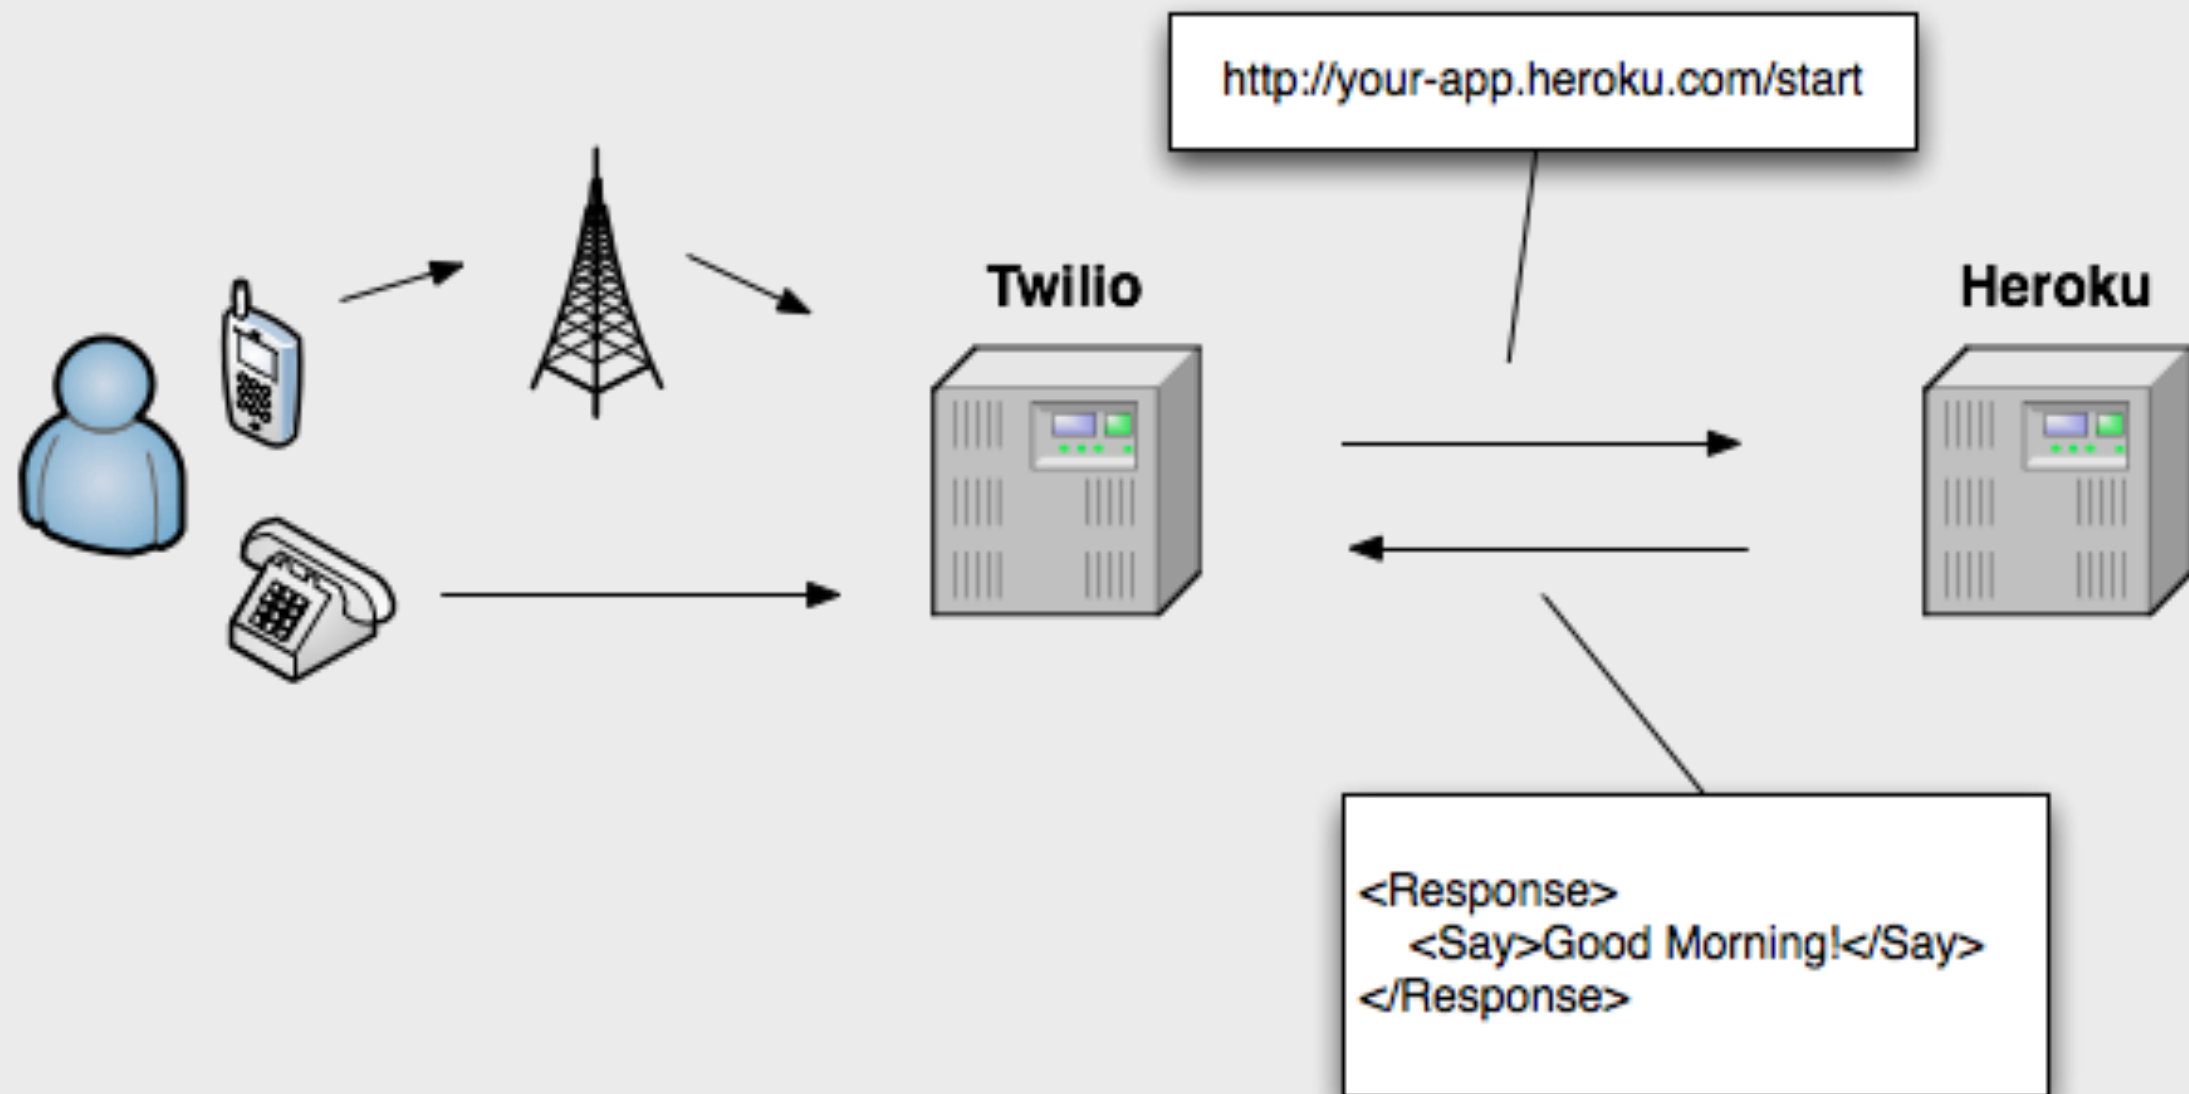 http://your-app.heroku.com/start
Twilio
Heroku
<Response>
<Say>Good Morning!</Say>
</Response>